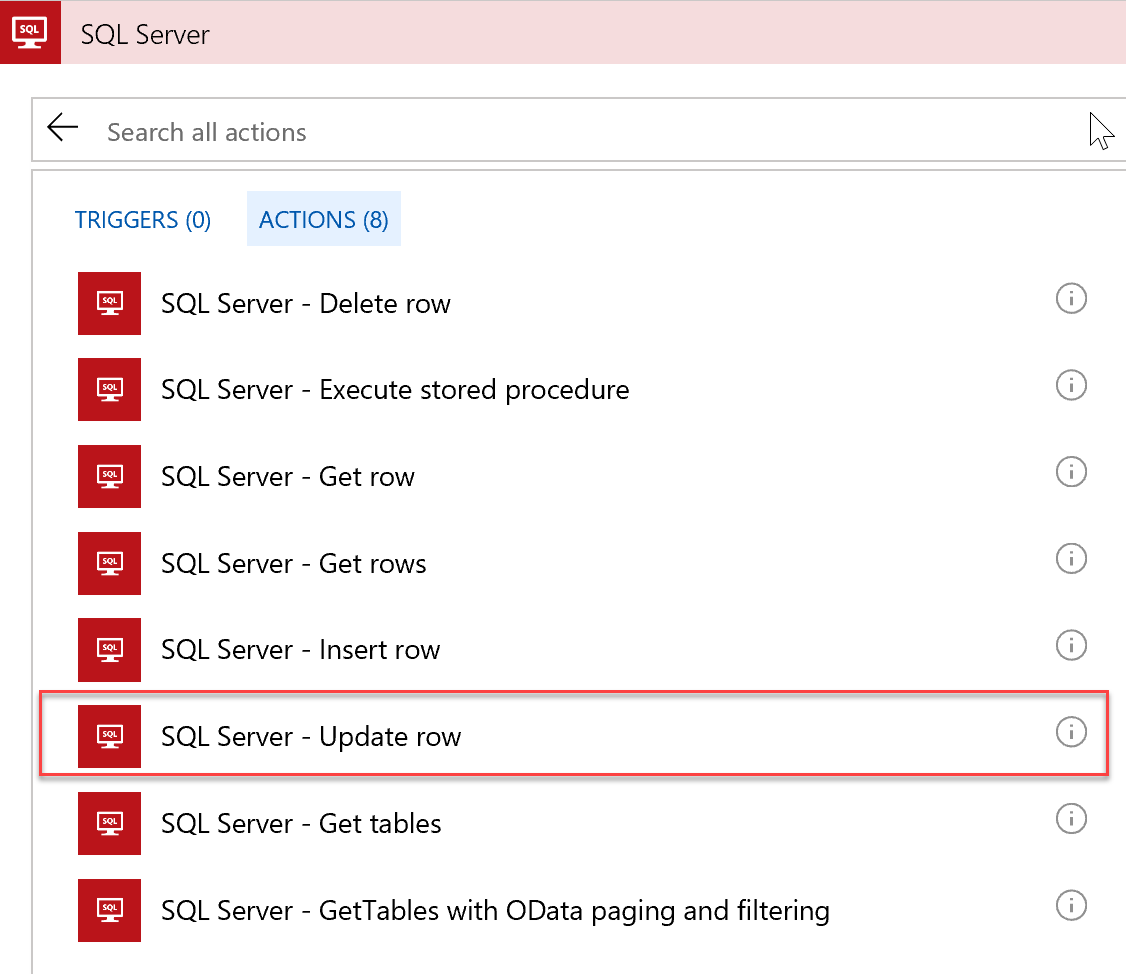 SQL
SQL Server
Search all actions
TRIGGERS (0) ACTIONS (8)
SQL SQL Server - Delete row
SQL SQL Server - Execute stored procedure
SQL SQL Server - Get row
SQL SQL Server - Get rows
SQL SQL Server - Insert row
SQL SQL Server - Update row
SQL SQL Server - Get tables
SQL SQL Server - GetTables with OData paging and filtering